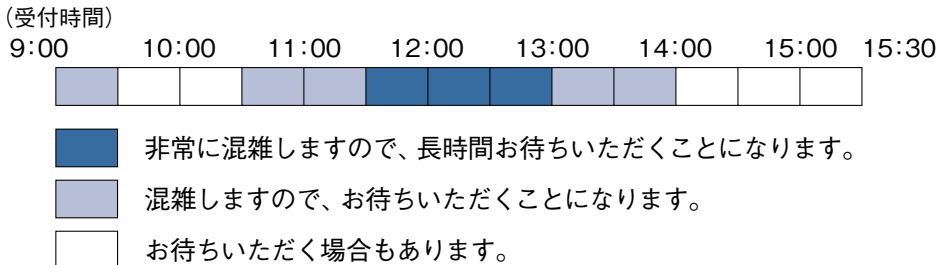 (受付時間)
9:00 10:00 11:00 12:00 13:00 14:00 15:00 15:30
非常に混雑しますので、長時間お待ちいただくことになります。
混雑しますので、お待ちいただくことになります。
お待ちいただく場合もあります。